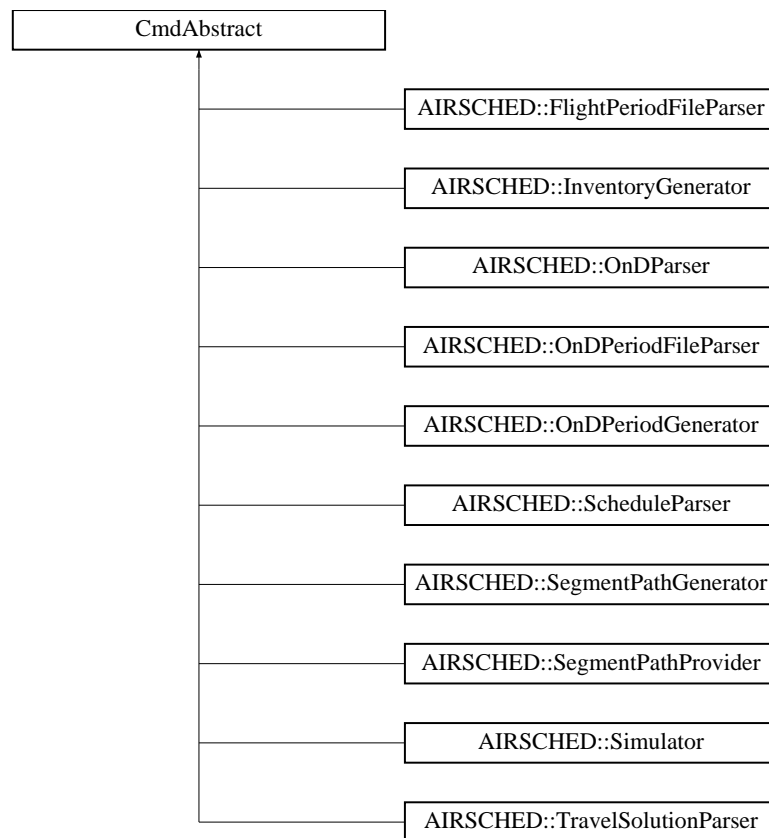 CmdAbstract
AIRSCHED::FlightPeriodFileParser
AIRSCHED::InventoryGenerator
AIRSCHED::OnDParser
AIRSCHED::OnDPeriodFileParser
AIRSCHED::OnDPeriodGenerator
AIRSCHED::ScheduleParser
AIRSCHED::SegmentPathGenerator
AIRSCHED::SegmentPathProvider
AIRSCHED::Simulator
AIRSCHED::TravelSolutionParser